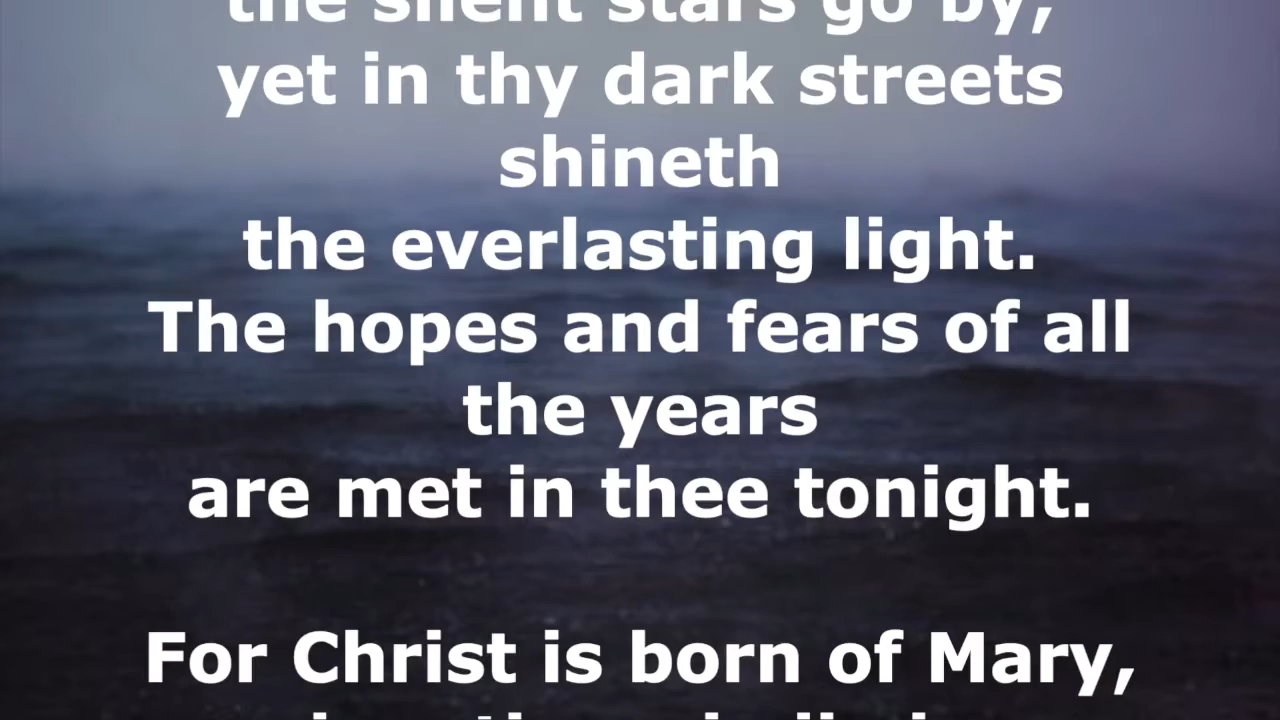 the silent stars go by,
yet in thy dark streets
shineth
the everlasting light.
The hopes and fears of all
the years
are met in thee tonight.
For Christ is born of Mary,